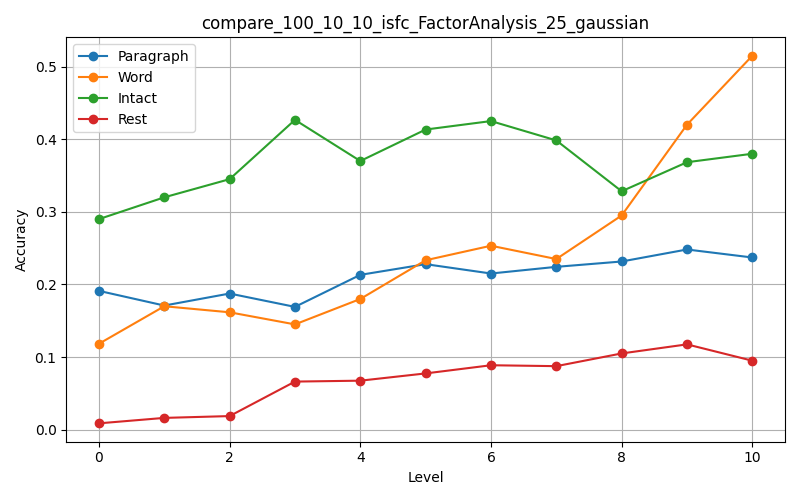 compare_100_10_10_isfc_FactorAnalysis_25_gaussian
Paragraph
Word
Intact
Rest
Accuracy
0.5
0.4
0.3
0.2
0.1
0.0
0 2 4 6 8 10
Level